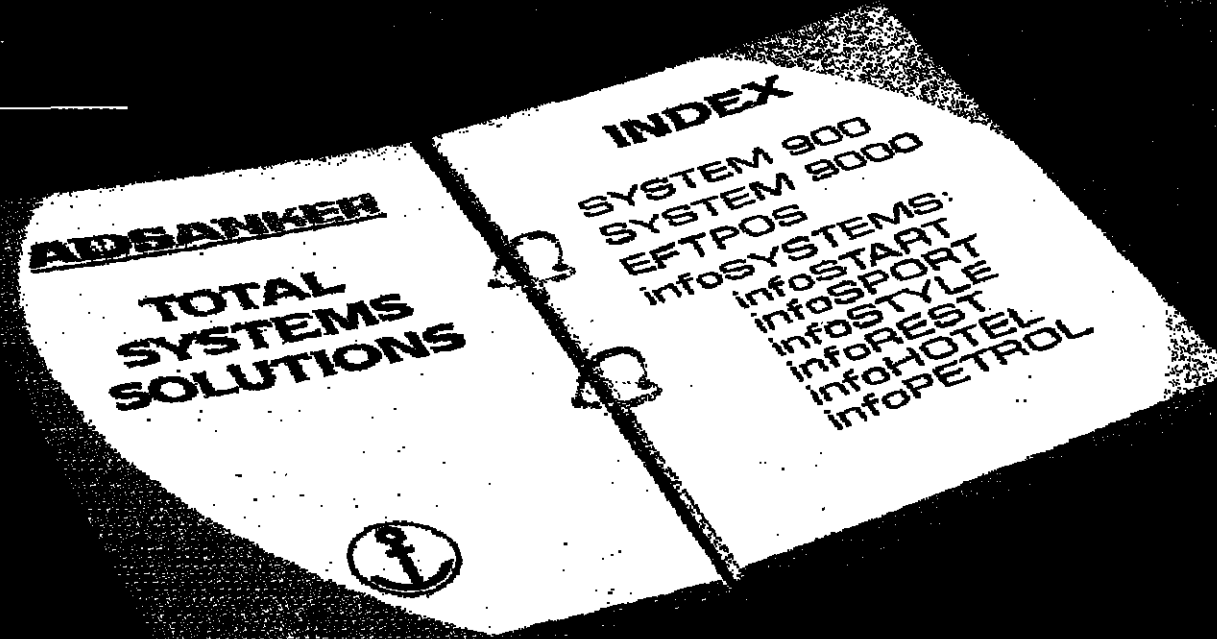 ADSANKER
TOTAL
SYSTEMS
SOLUTIONS
INDEX
SYSTEM 900
SYSTEM 9000
EFTPOS
infoSYSTEMS:
infoSTART
infoSPORT
infoSTYLE
infoREST
infoHOTEL
infoPETROL